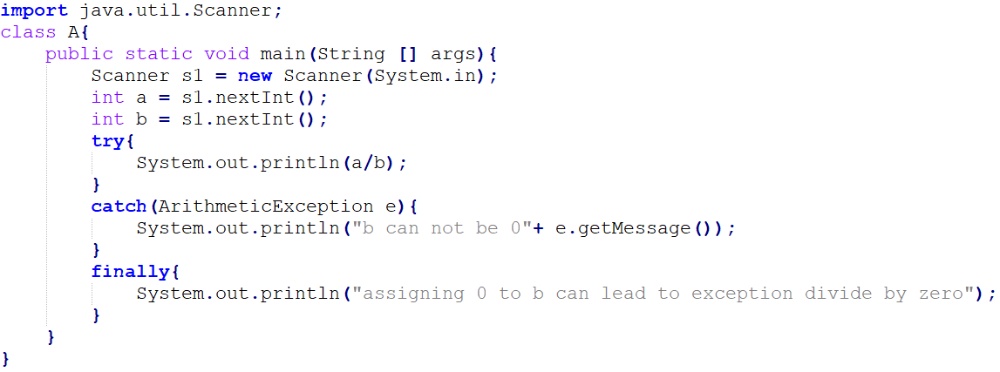 import java.util.Scanner;
class A{
    public static void main(String [] args){
        Scanner s1 = new Scanner(System.in);
        int a = s1.nextInt();
        int b = s1.nextInt();
        try{
            System.out.println(a/b);
        }
        catch(ArithmeticException e){
            System.out.println("b can not be 0"+ e.getMessage());
        }
        finally{
            System.out.println("assigning 0 to b can lead to exception divide by zero");
        }
    }
}